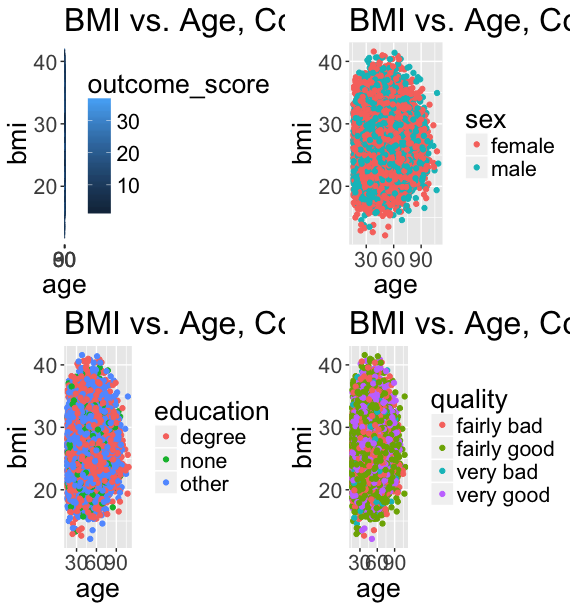 BMI vs. Age, Co
outcome_score
30
20
10
40
30
20
bmi
age
BMI vs. Age, Co
sex
female
male
40
30
20
bmi
30 60 90
age
BMI vs. Age, Co
education
degree
none
other
40
30
20
bmi
30 60 90
age
BMI vs. Age, Co
quality
fairly bad
fairly good
very bad
very good
40
30
20
bmi
30 60 90
age